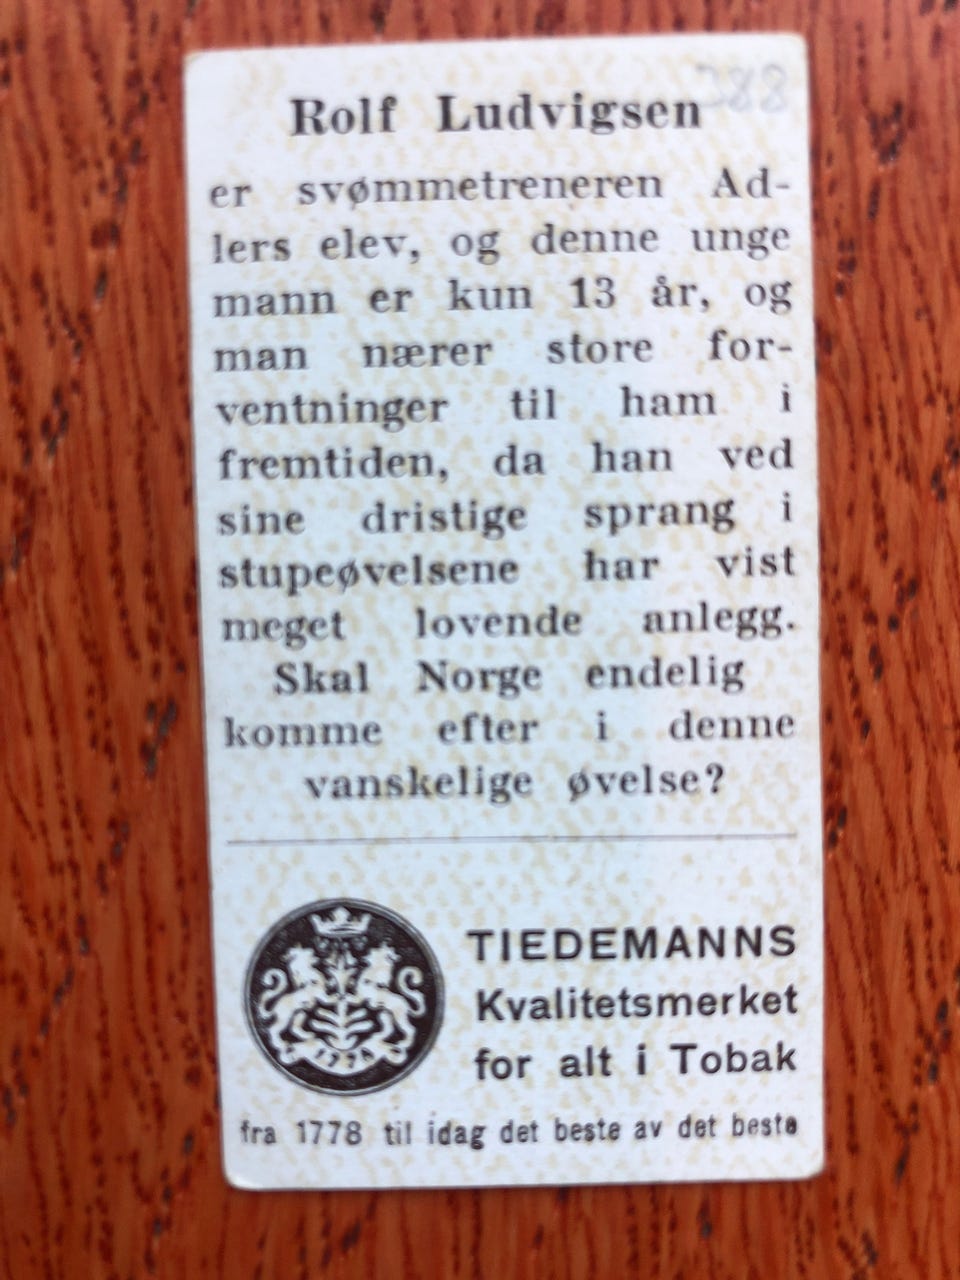 388
Rolf Ludvigsen
er svømmetreneren Ad-
lers elev, og denne unge
mann er kun 13 år, og
man nærer store for-
ventninger til ham i
fremtiden, da han ved
sine dristige sprang i
stupeøvelsene har vist
meget lovende anlegg.
Skal Norge endelig
komme efter i denne
vanskelige øvelse?
1778
TIEDEMANNS
Kvalitetsmerket
for alt i Tobak
fra 1778 til idag det beste av det beste